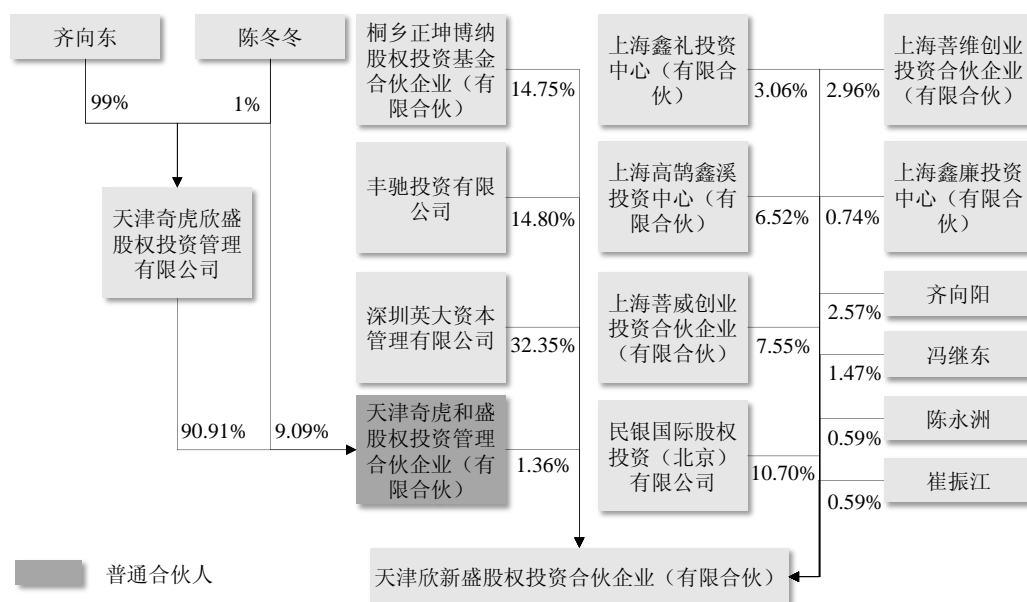 齐向东
陈冬冬
99%
1%
天津奇虎欣盛
股权投资管理
有限公司
90.91%
9.09%
桐乡正坤博纳
股权投资基金
合伙企业（有
限合伙）
14.75%
丰驰投资有限
公司
14.80%
深圳英大资本
管理有限公司
32.35%
天津奇虎和盛
股权投资管理
合伙企业（有
限合伙）
1.36%
上海鑫礼投资
中心（有限合
伙）
3.06%
上海高鹄鑫溪
投资中心（有
限合伙）
6.52%
上海菩威创业
投资合伙企业
（有限合伙）
7.55%
民银国际股权
投资（北京）
有限公司
10.70%
上海菩维创业
投资合伙企业
（有限合伙）
2.96%
上海鑫廉投资
中心（有限合
伙）
0.74%
齐向阳
2.57%
冯继东
1.47%
陈永洲
0.59%
崔振江
0.59%
普通合伙人
天津欣新盛股权投资合伙企业（有限合伙）